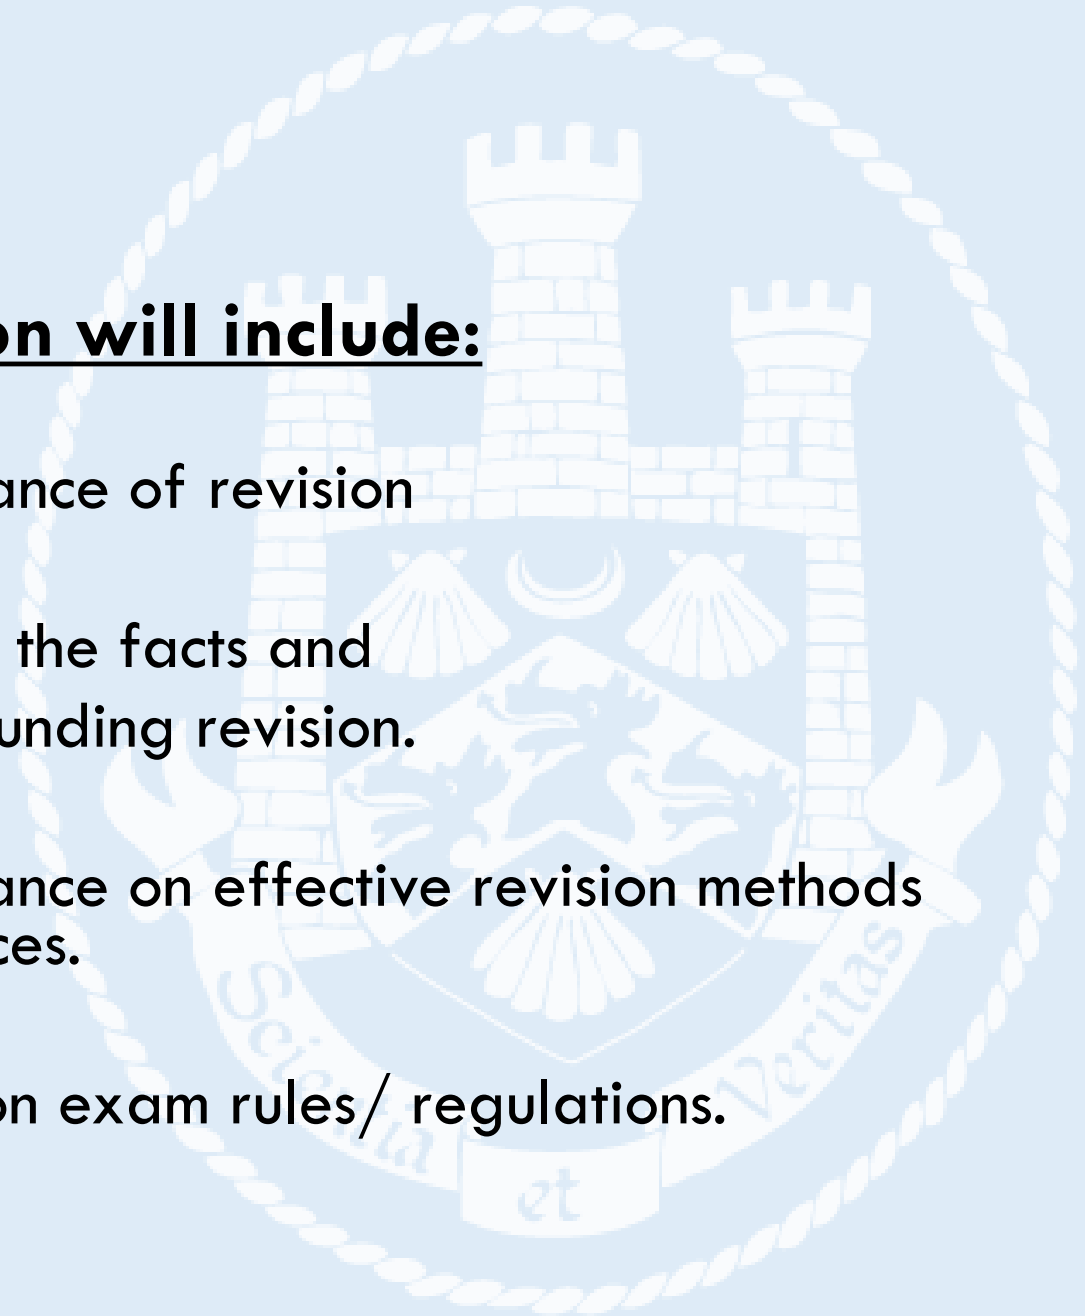 on will include:
ance of revision
the facts and
unding revision.
ance on effective revision methods
ces.
on exam rules/ regulations.
Scientia et Veritas